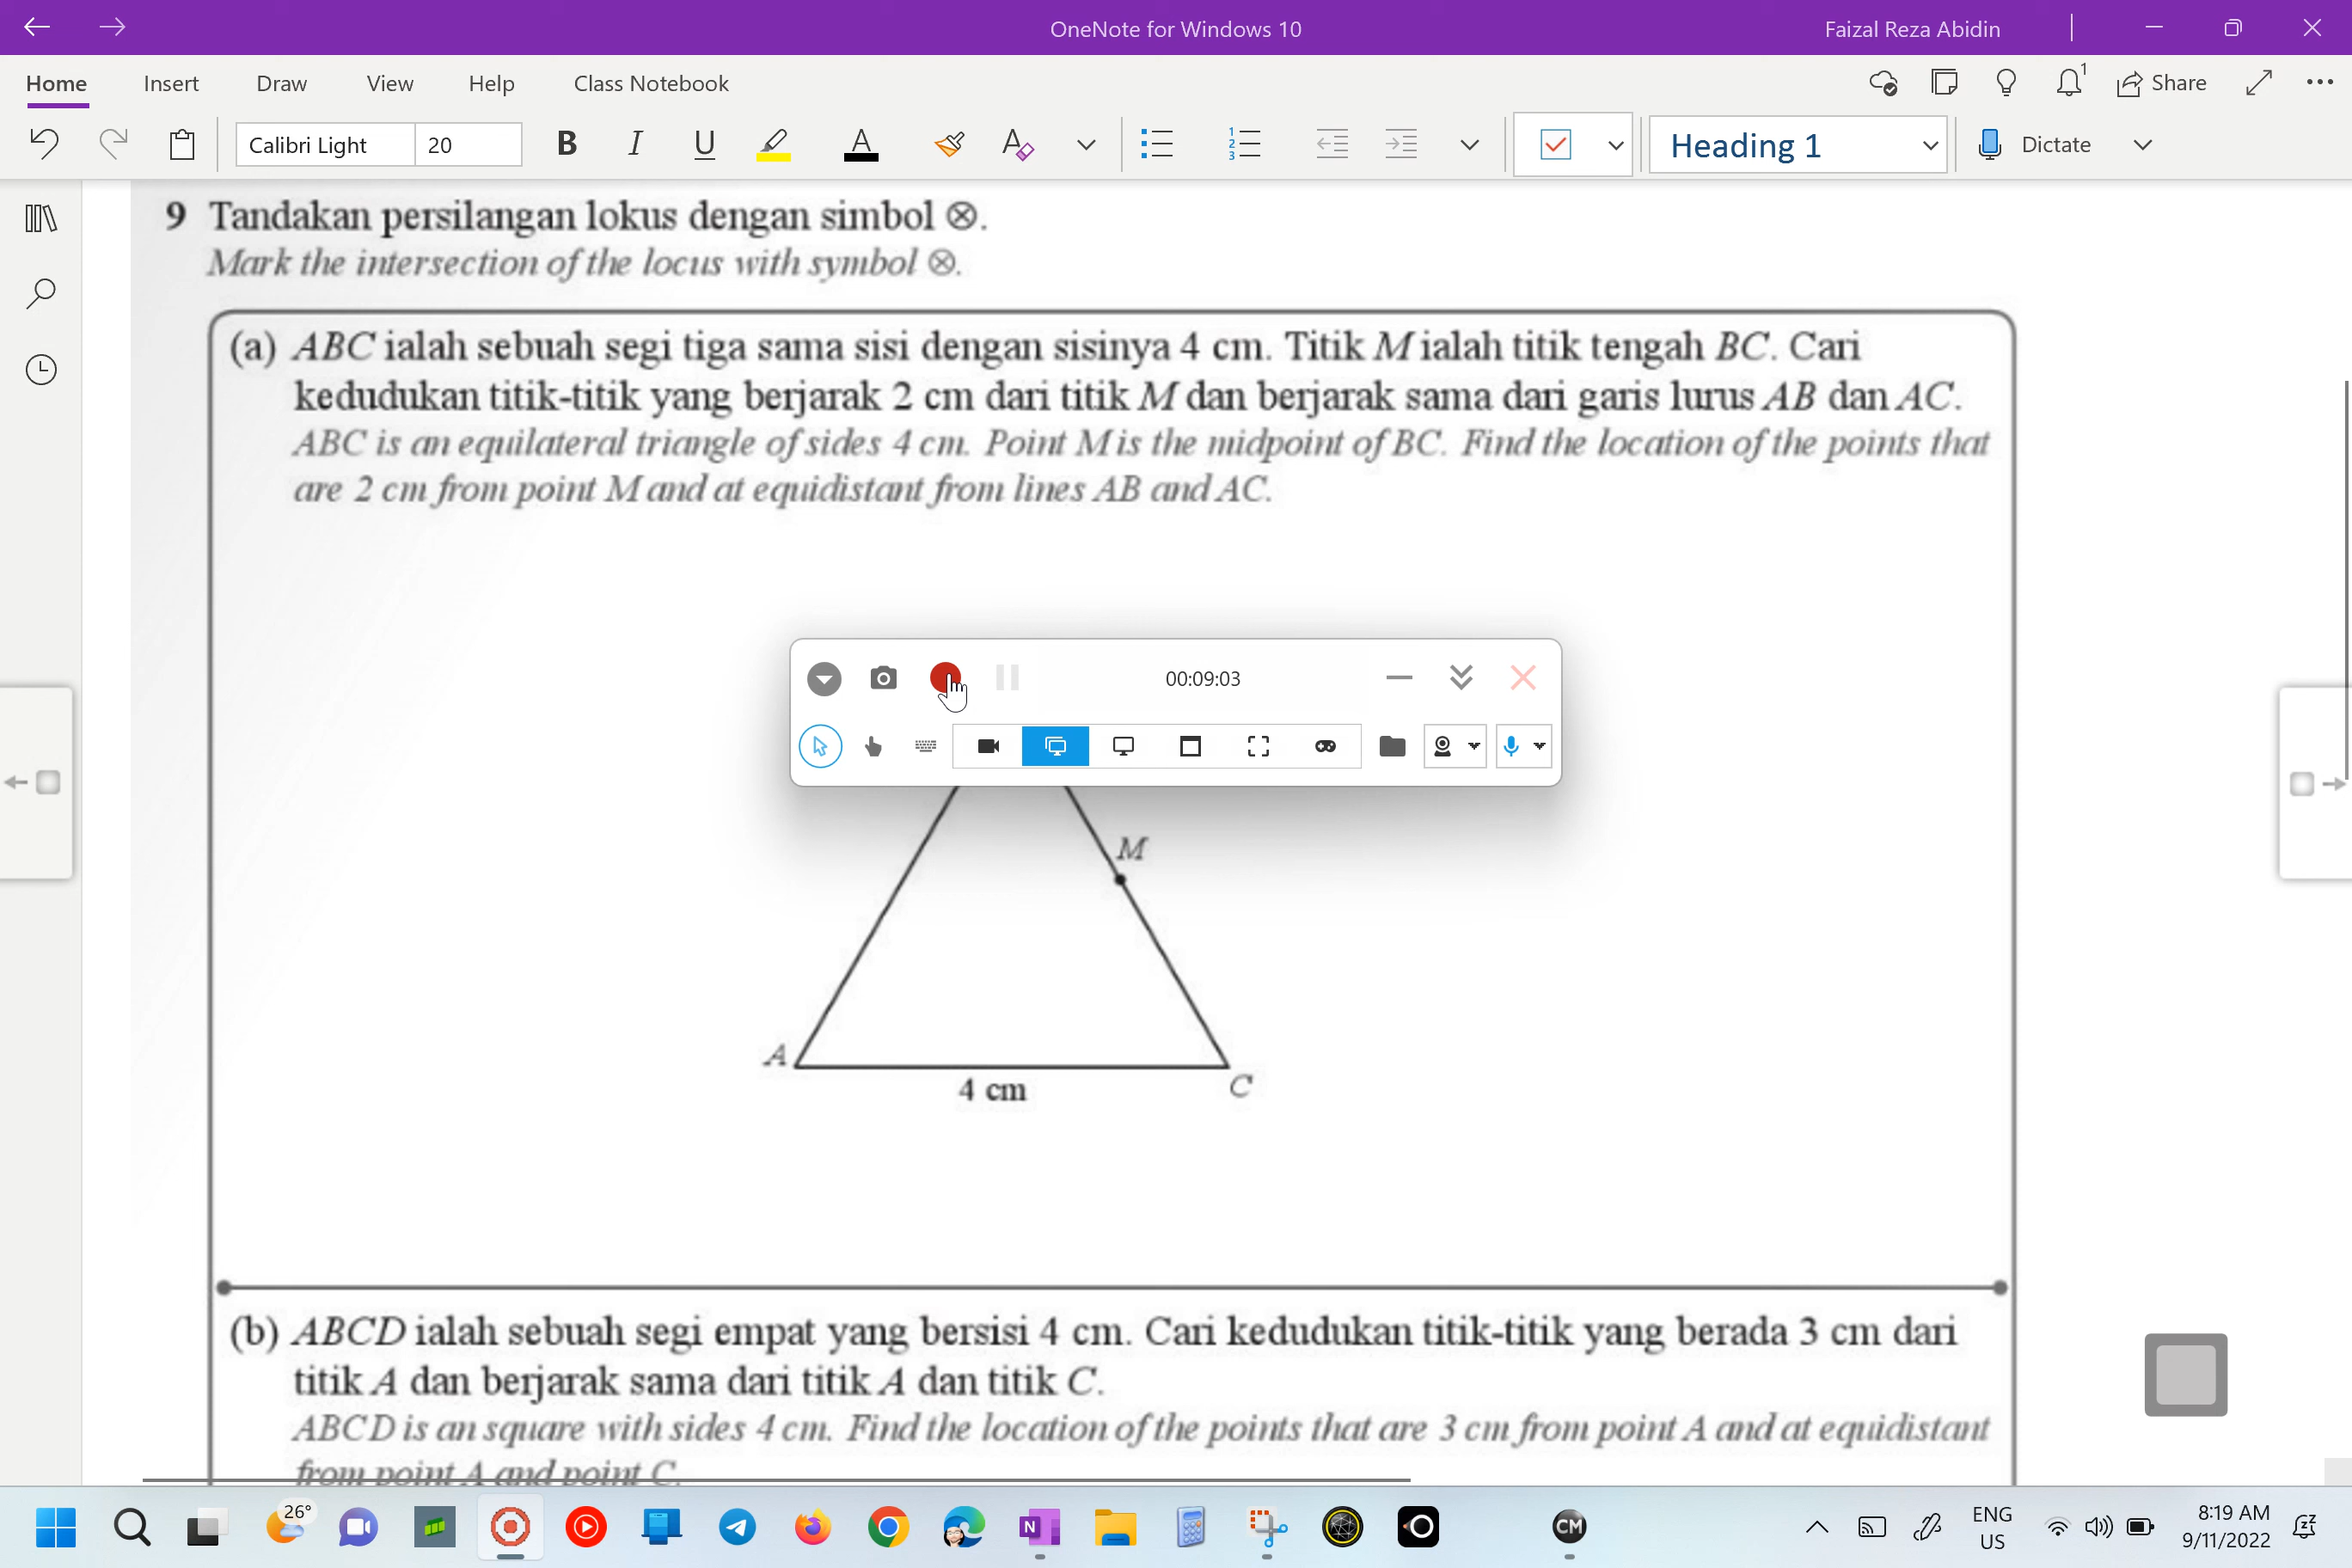 OneNote for Windows 10
Faizal Reza Abidin
Home Insert Draw View Help Class Notebook
1
Share
Calibri Light 20 B I U A A
1 2 3
Heading 1 Dictate
9 Tandakan persilangan lokus dengan simbol ⊗.
Mark the intersection of the locus with symbol ⊗.
(a) ABC ialah sebuah segi tiga sama sisi dengan sisinya 4 cm. Titik M ialah titik tengah BC. Cari
kedudukan titik-titik yang berjarak 2 cm dari titik M dan berjarak sama dari garis lurus AB dan AC.
ABC is an equilateral triangle of sides 4 cm. Point M is the midpoint of BC. Find the location of the points that
are 2 cm from point M and at equidistant from lines AB and AC.
00:09:03
M
A
C
4 cm
(b) ABCD ialah sebuah segi empat yang bersisi 4 cm. Cari kedudukan titik-titik yang berada 3 cm dari
titik A dan berjarak sama dari titik A dan titik C.
ABCD is an square with sides 4 cm. Find the location of the points that are 3 cm from point A and at equidistant
from point A and point C.
26°
N
CM
ENG
US
8:19 AM
9/11/2022